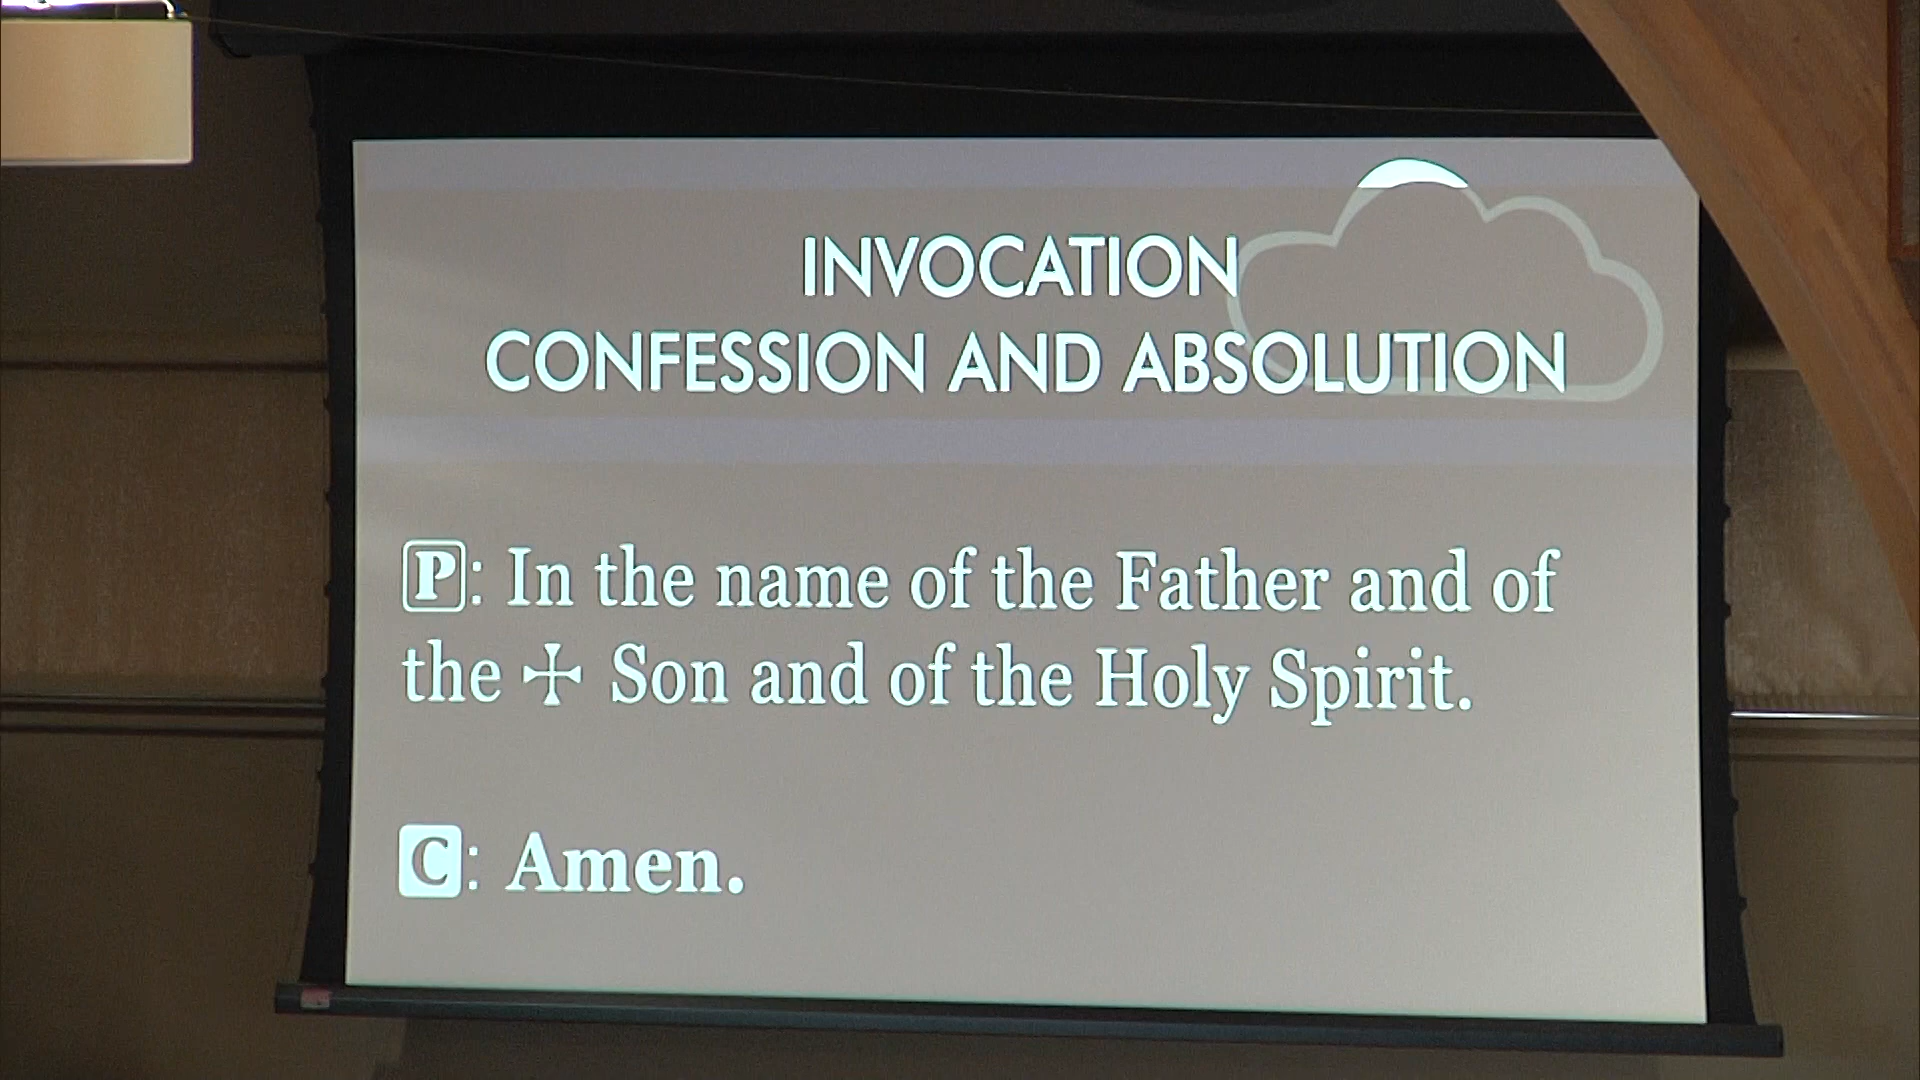 INVOCATION
CONFESSION AND ABSOLUTION
P: In the name of the Father and of
the ☩ Son and of the Holy Spirit.
C: Amen.